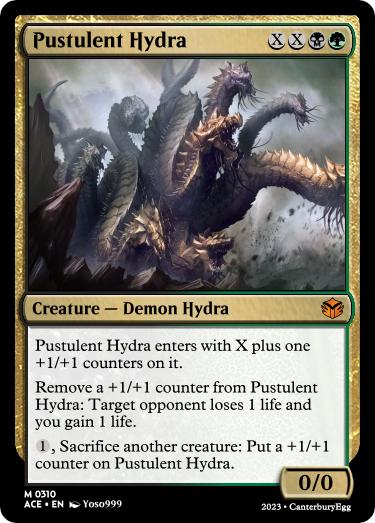 Pustulent Hydra X X
Creature — Demon Hydra
Pustulent Hydra enters with X plus one
+1/+1 counters on it.
Remove a +1/+1 counter from Pustulent
Hydra: Target opponent loses 1 life and
you gain 1 life.
1, Sacrifice another creature: Put a +1/+1
counter on Pustulent Hydra.
0/0
M 0310
ACE • EN Yoso999
2023 • CanterburyEgg